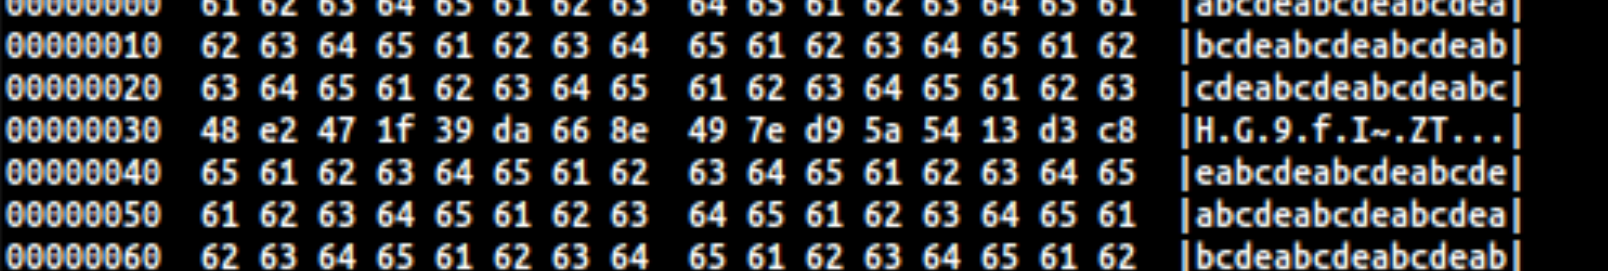 00000000  61 62 63 64 65 61 62 63  64 65 61 62 63 64 65 61  |abcdeabcdeabcdea|
00000010  62 63 64 65 61 62 63 64  65 61 62 63 64 65 61 62  |bcdeabcdeabcdeab|
00000020  63 64 65 61 62 63 64 65  61 62 63 64 65 61 62 63  |cdeabcdeabcdeabc|
00000030  48 e2 47 1f 39 da 66 8e  49 7e d9 5a 54 13 d3 c8  |H.G.9.f.I~.ZT...|
00000040  65 61 62 63 64 65 61 62  63 64 65 61 62 63 64 65  |eabcdeabcdeabcde|
00000050  61 62 63 64 65 61 62 63  64 65 61 62 63 64 65 61  |abcdeabcdeabcdea|
00000060  62 63 64 65 61 62 63 64  65 61 62 63 64 65 61 62  |bcdeabcdeabcdeab|